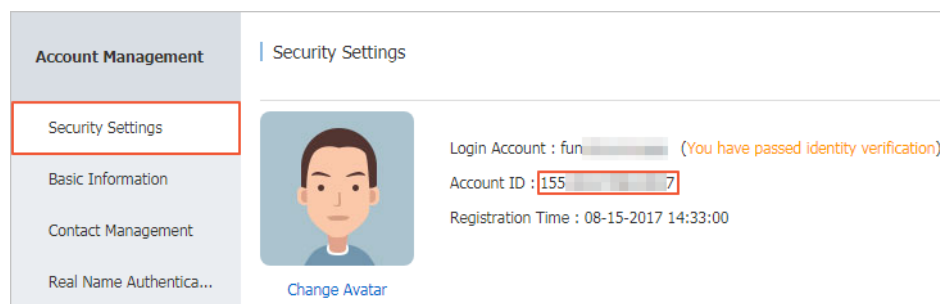 Account Management
Security Settings
Security Settings
Basic Information
Contact Management
Real Name Authentica...
Login Account : fun (You have passed identity verification)
Account ID : 155 7
Registration Time : 08-15-2017 14:33:00
Change Avatar